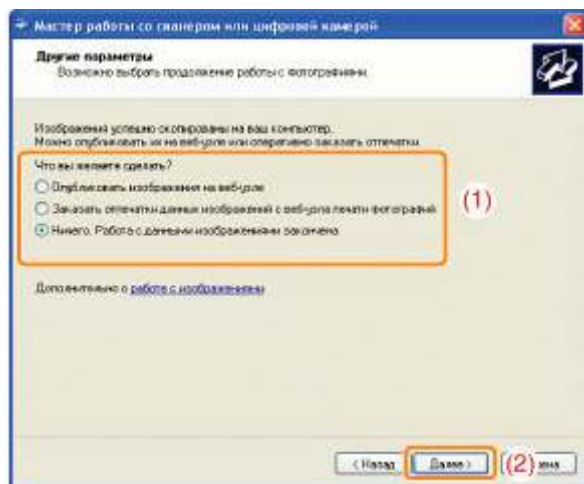 Мастер работы со сканером или цифровой камерой
Другие параметры
Возможно выбрать продолжение работы с фотографиями.
Изображения успешно скопированы на ваш компьютер.
Можно опубликовать их на веб-узле или оперативно заказать отпечатки.
Что вы желаете сделать?
Опубликовать изображения на веб-узле
Заказать отпечатки данных изображений с веб-узла печати фотографий
Ничего. Работа с данными изображениями закончена
(1)
Дополнительно о работе с изображениями
< Назад
Далее >
(2)
ена